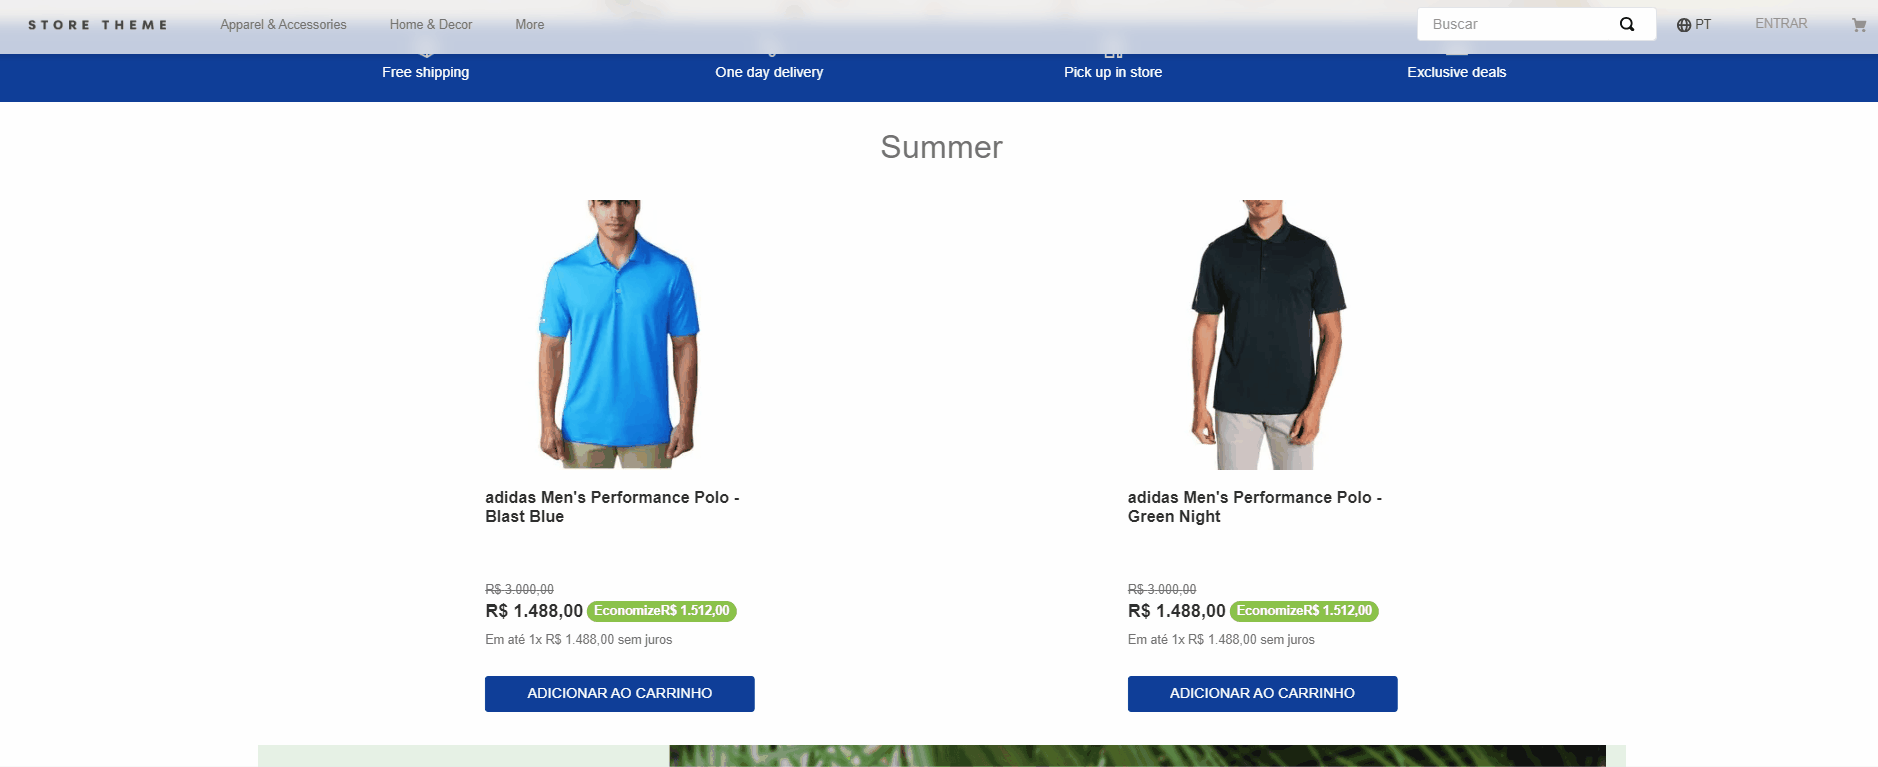 STORE THEME
Apparel & Accessories
Home & Decor
More
Buscar
PT
ENTRAR
Free shipping
One day delivery
Pick up in store
Exclusive deals
Summer
adidas Men's Performance Polo -
Blast Blue
R$ 3.000,00
R$ 1.488,00 EconomizeR$ 1.512,00
Em até 1x R$ 1.488,00 sem juros
ADICIONAR AO CARRINHO
adidas Men's Performance Polo -
Green Night
R$ 3.000,00
R$ 1.488,00 EconomizeR$ 1.512,00
Em até 1x R$ 1.488,00 sem juros
ADICIONAR AO CARRINHO